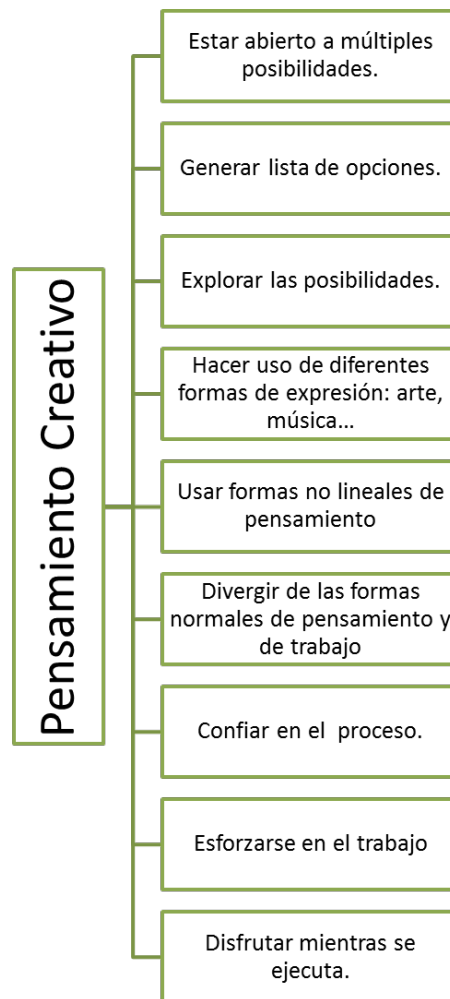 Pensamiento Creativo
Estar abierto a múltiples
posibilidades.
Generar lista de opciones.
Explorar las posibilidades.
Hacer uso de diferentes
formas de expresión: arte,
música...
Usar formas no lineales de
pensamiento
Divergir de las formas
normales de pensamiento y
de trabajo
Confiar en el proceso.
Esforzarse en el trabajo
Disfrutar mientras se
ejecuta.